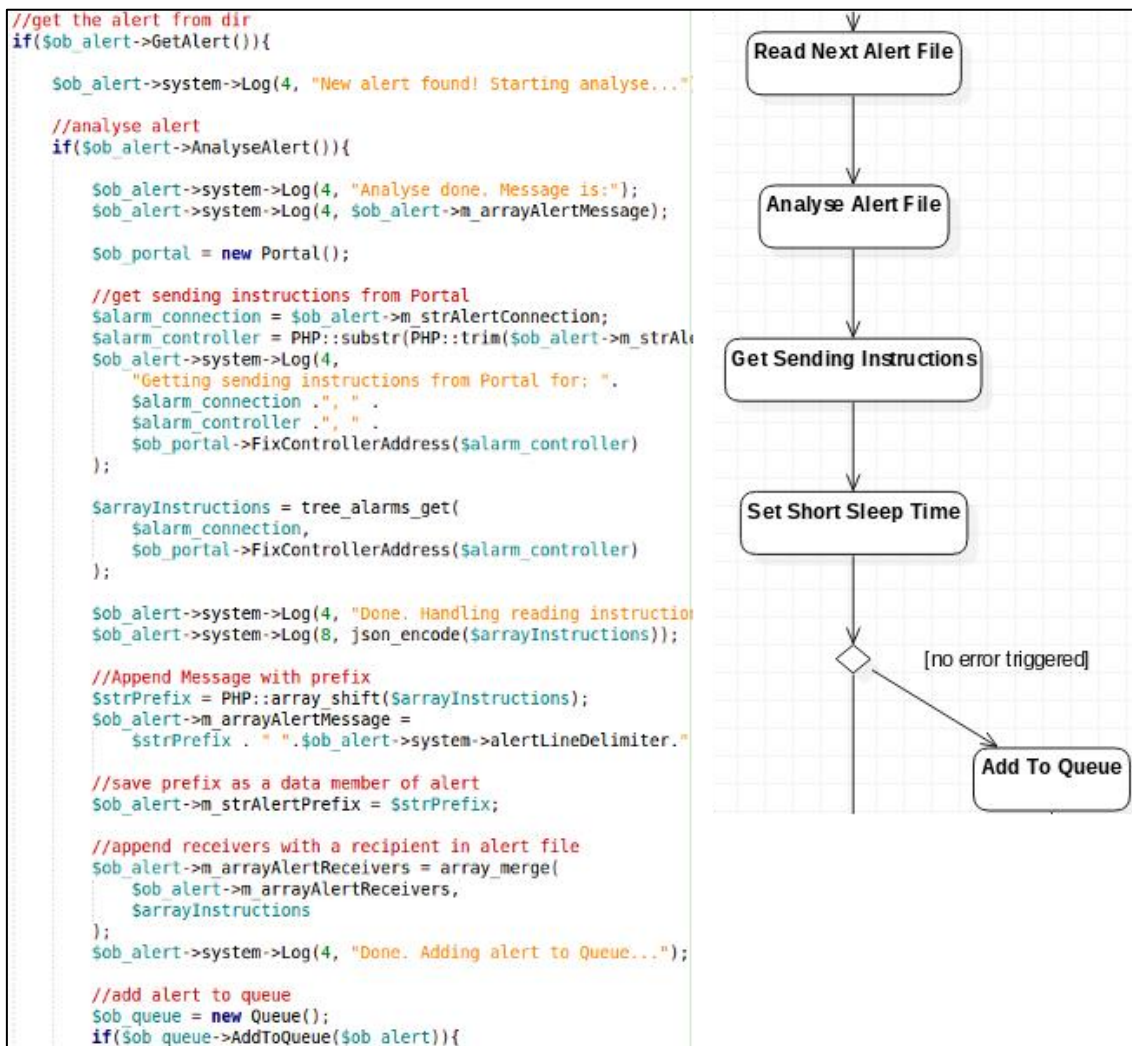 //get the alert from dir
if($ob_alert->GetAlert()){
$ob_alert->system->Log(4, "New alert found! Starting analyse..."
//analyse alert
if($ob_alert->AnalyseAlert()){
$ob_alert->system->Log(4, "Analyse done. Message is:");
$ob_alert->system->Log(4, $ob_alert->m_arrayAlertMessage);
$ob_portal = new Portal();
//get sending instructions from Portal
$alarm_connection = $ob_alert->m_strAlertConnection;
$alarm_controller = PHP::substr(PHP::trim($ob_alert->m_strAle
$ob_alert->system->Log(4,
"Getting sending instructions from Portal for: ".
$alarm_connection .", " .
$alarm_controller .", " .
$ob_portal->FixControllerAddress($alarm_controller)
);
$arrayInstructions = tree_alarms_get(
$alarm_connection,
$ob_portal->FixControllerAddress($alarm_controller)
);
$ob_alert->system->Log(4, "Done. Handling reading instruction
$ob_alert->system->Log(8, json_encode($arrayInstructions));
//Append Message with prefix
$strPrefix = PHP::array_shift($arrayInstructions);
$ob_alert->m_arrayAlertMessage =
$strPrefix . " ".$ob_alert->system->alertLineDelimiter."
//save prefix as a data member of alert
$ob_alert->m_strAlertPrefix = $strPrefix;
//append receivers with a recipient in alert file
$ob_alert->m_arrayAlertReceivers = array_merge(
$ob_alert->m_arrayAlertReceivers,
$arrayInstructions
);
$ob_alert->system->Log(4, "Done. Adding alert to Queue...");
//add alert to queue
$ob_queue = new Queue();
if($ob_queue->AddToQueue($ob_alert)){
Read Next Alert File
Analyse Alert File
Get Sending Instructions
Set Short Sleep Time
[no error triggered]
Add To Queue